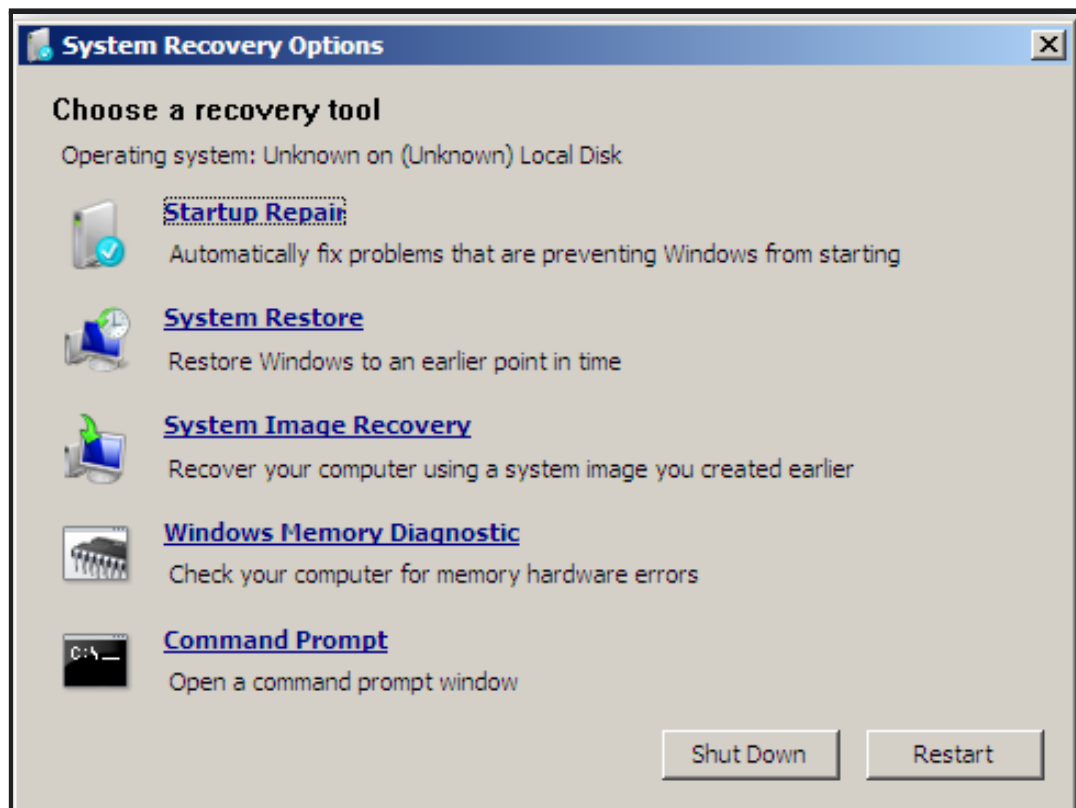 System Recovery Options
Choose a recovery tool
Operating system: Unknown on (Unknown) Local Disk
Startup Repair
Automatically fix problems that are preventing Windows from starting
System Restore
Restore Windows to an earlier point in time
System Image Recovery
Recover your computer using a system image you created earlier
Windows Memory Diagnostic
Check your computer for memory hardware errors
C:\_
Command Prompt
Open a command prompt window
Shut Down Restart